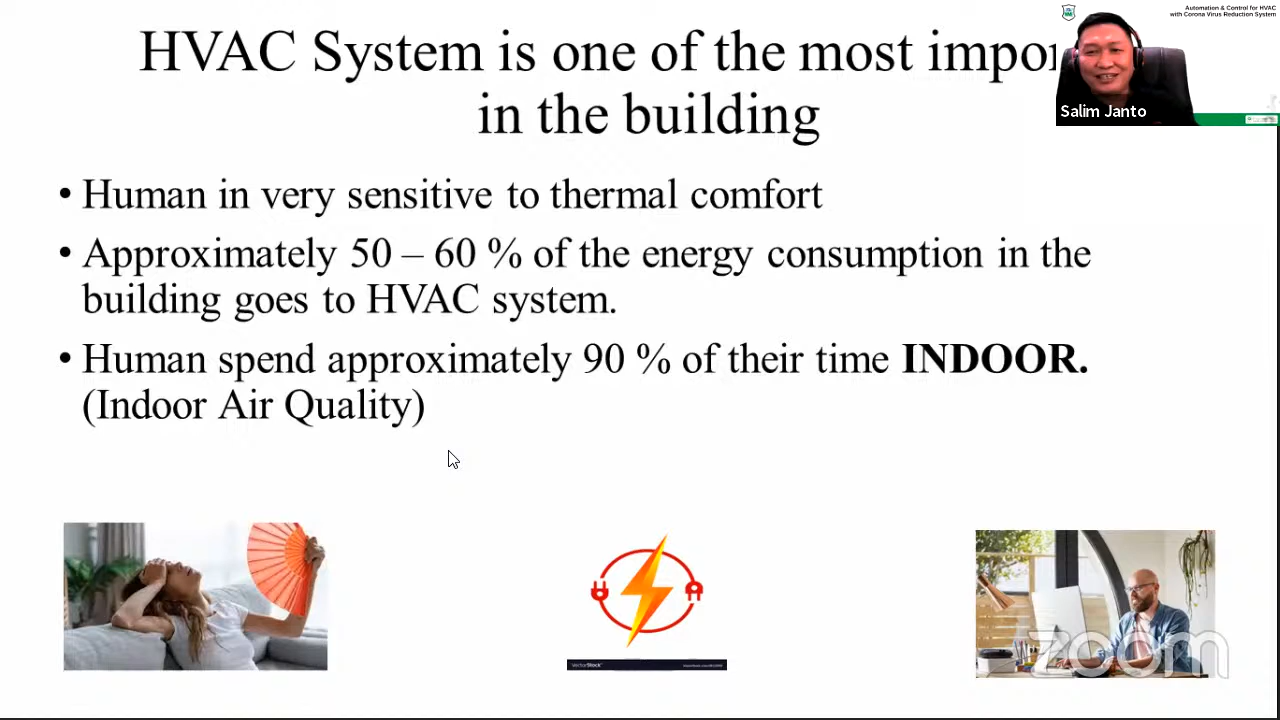 Automation & Control for HVAC
with Corona Virus Reduction System
HVAC System is one of the most impor
in the building
Salim Janto
• Human in very sensitive to thermal comfort
• Approximately 50 – 60 % of the energy consumption in the
building goes to HVAC system.
• Human spend approximately 90 % of their time INDOOR.
(Indoor Air Quality)
VectorStock
zoom